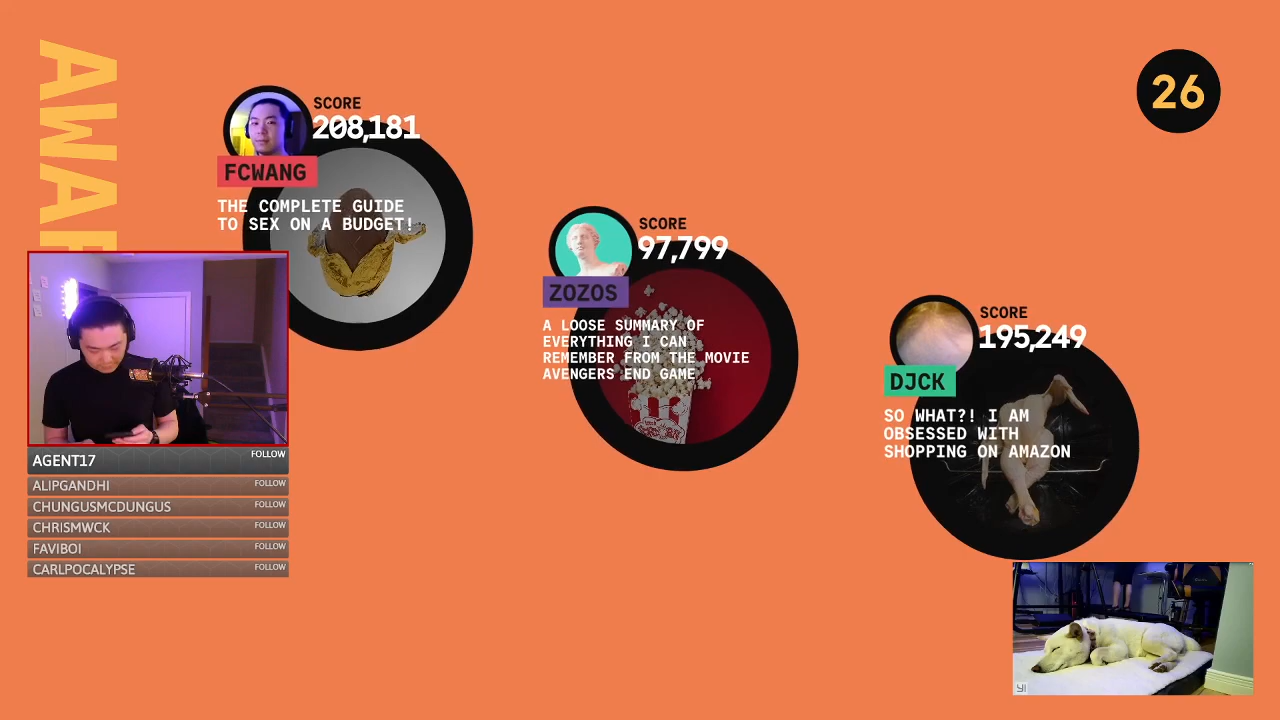 AWAR
26
SCORE
208,181
FCWANG
THE COMPLETE GUIDE
TO SEX ON A BUDGET!
SCORE
97,799
ZOZOS
A LOOSE SUMMARY OF
EVERYTHING I CAN
REMEMBER FROM THE MOVIE
AVENGERS END GAME
SCORE
195,249
DJCK
SO WHAT?! I AM
OBSESSED WITH
SHOPPING ON AMAZON
AGENT17 FOLLOW
ALIPGANDHI FOLLOW
CHUNGUSMCDUNGUS FOLLOW
CHRISMWCK FOLLOW
FAVIBOI FOLLOW
CARLPOCALYPSE FOLLOW
YI